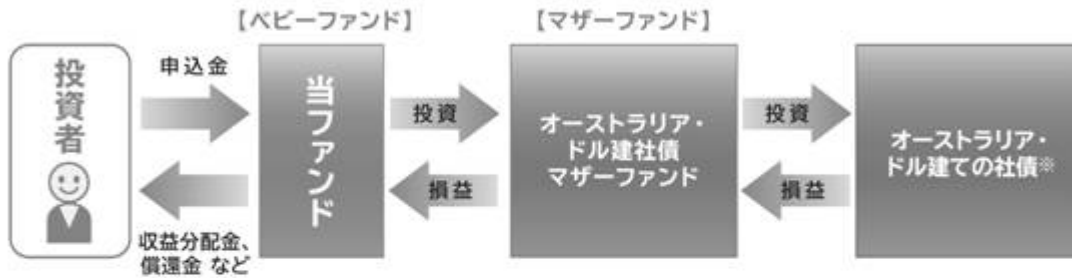 【ベビーファンド】
【マザーファンド】
投資者
申込金
収益分配金、
償還金 など
当ファンド
投資
損益
オーストラリア・
ドル建社債
マザーファンド
投資
損益
オーストラリア・
ドル建ての社債※